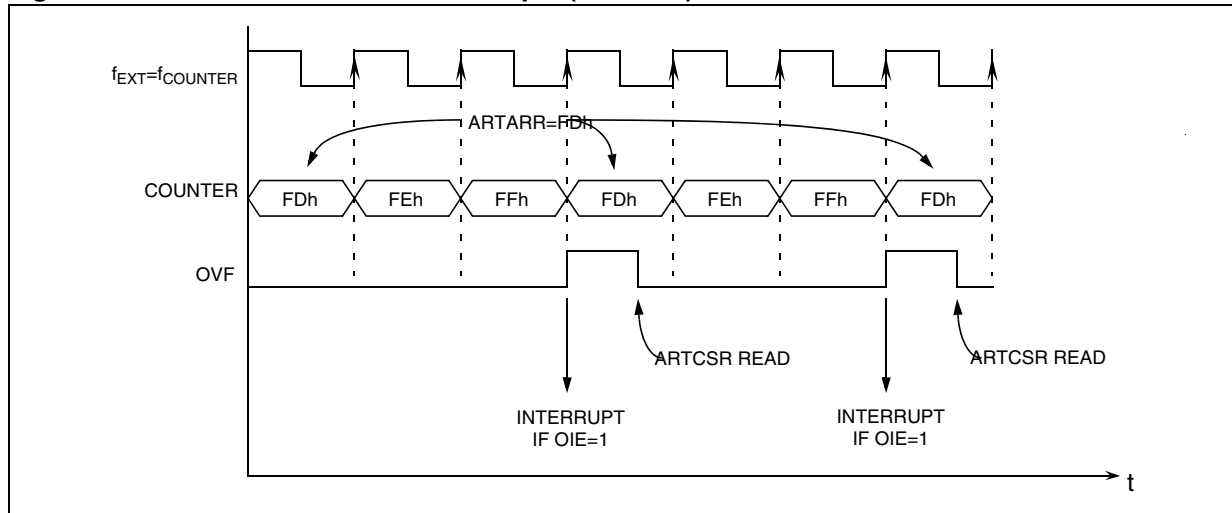 fEXT=fCOUNTER
ARTARR=FDh
COUNTER
FDh FEh FFh FDh FEh FFh FDh
OVF
ARTCSR READ ARTCSR READ
INTERRUPT INTERRUPT
IF OIE=1 IF OIE=1
t